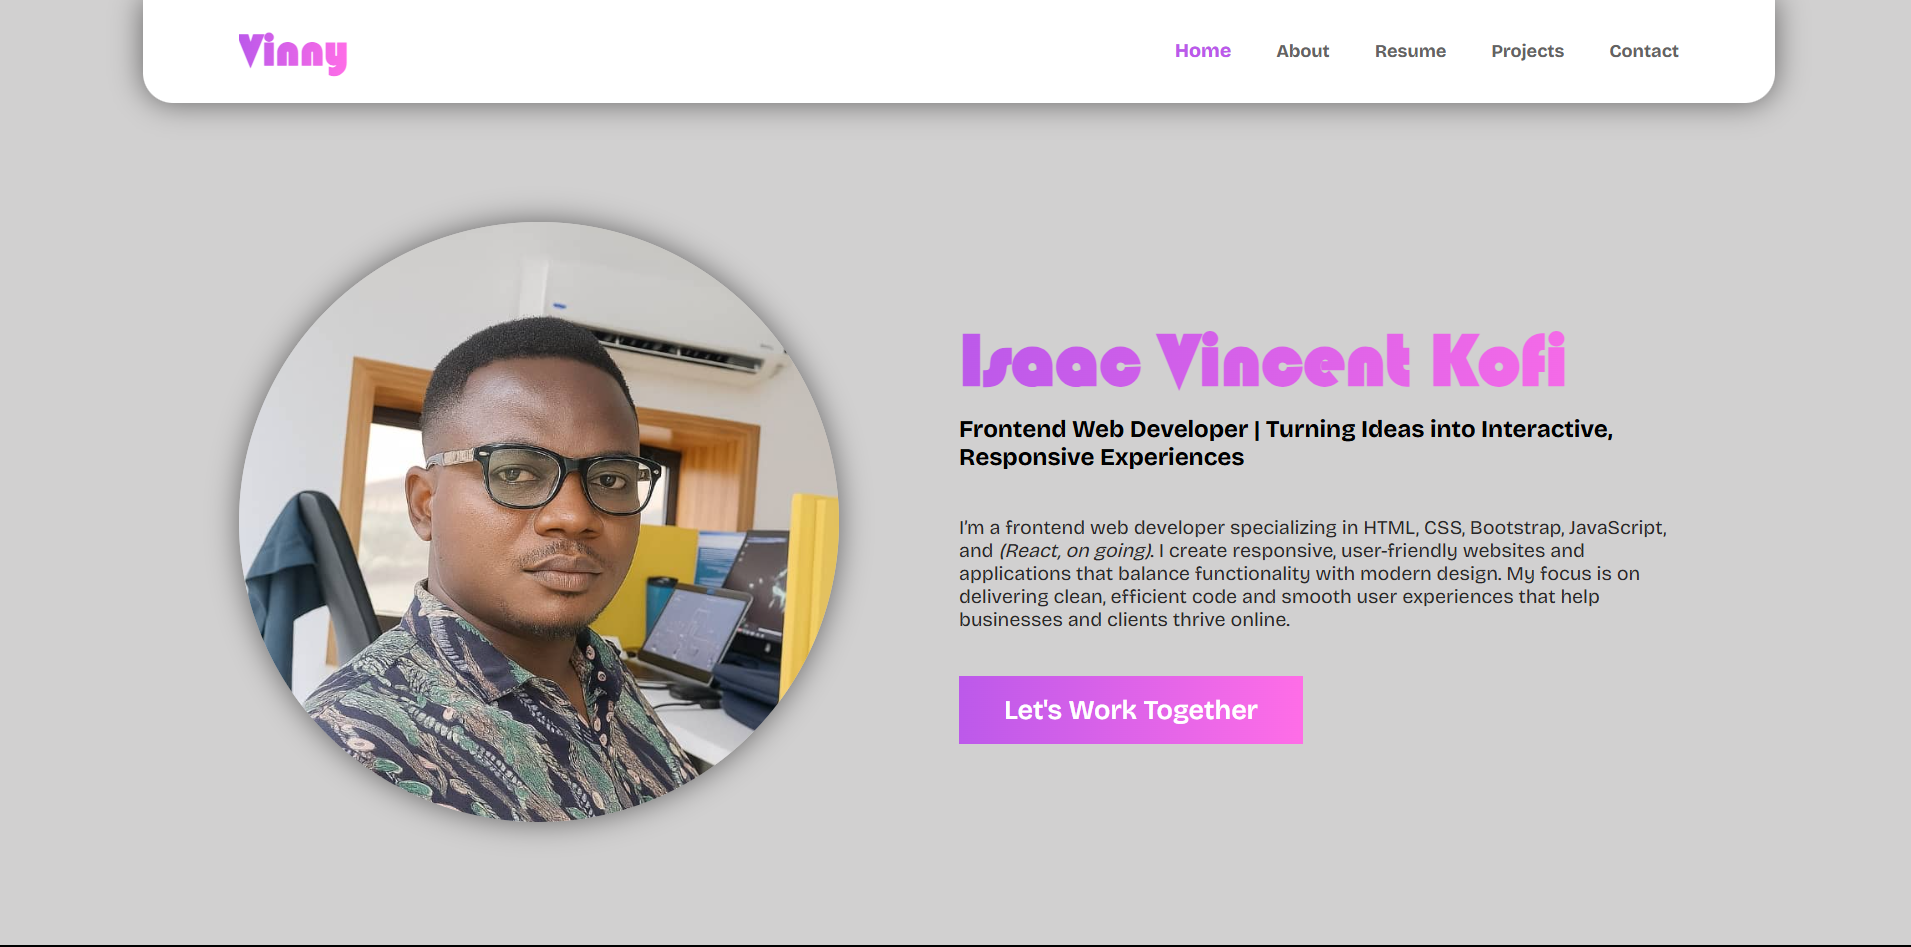 Vinny
Home About Resume Projects Contact
Isaac Vincent Kofi
Frontend Web Developer | Turning Ideas into Interactive,
Responsive Experiences
I'm a frontend web developer specializing in HTML, CSS, Bootstrap, JavaScript,
and (React, on going). I create responsive, user-friendly websites and
applications that balance functionality with modern design. My focus is on
delivering clean, efficient code and smooth user experiences that help
businesses and clients thrive online.
Let's Work Together